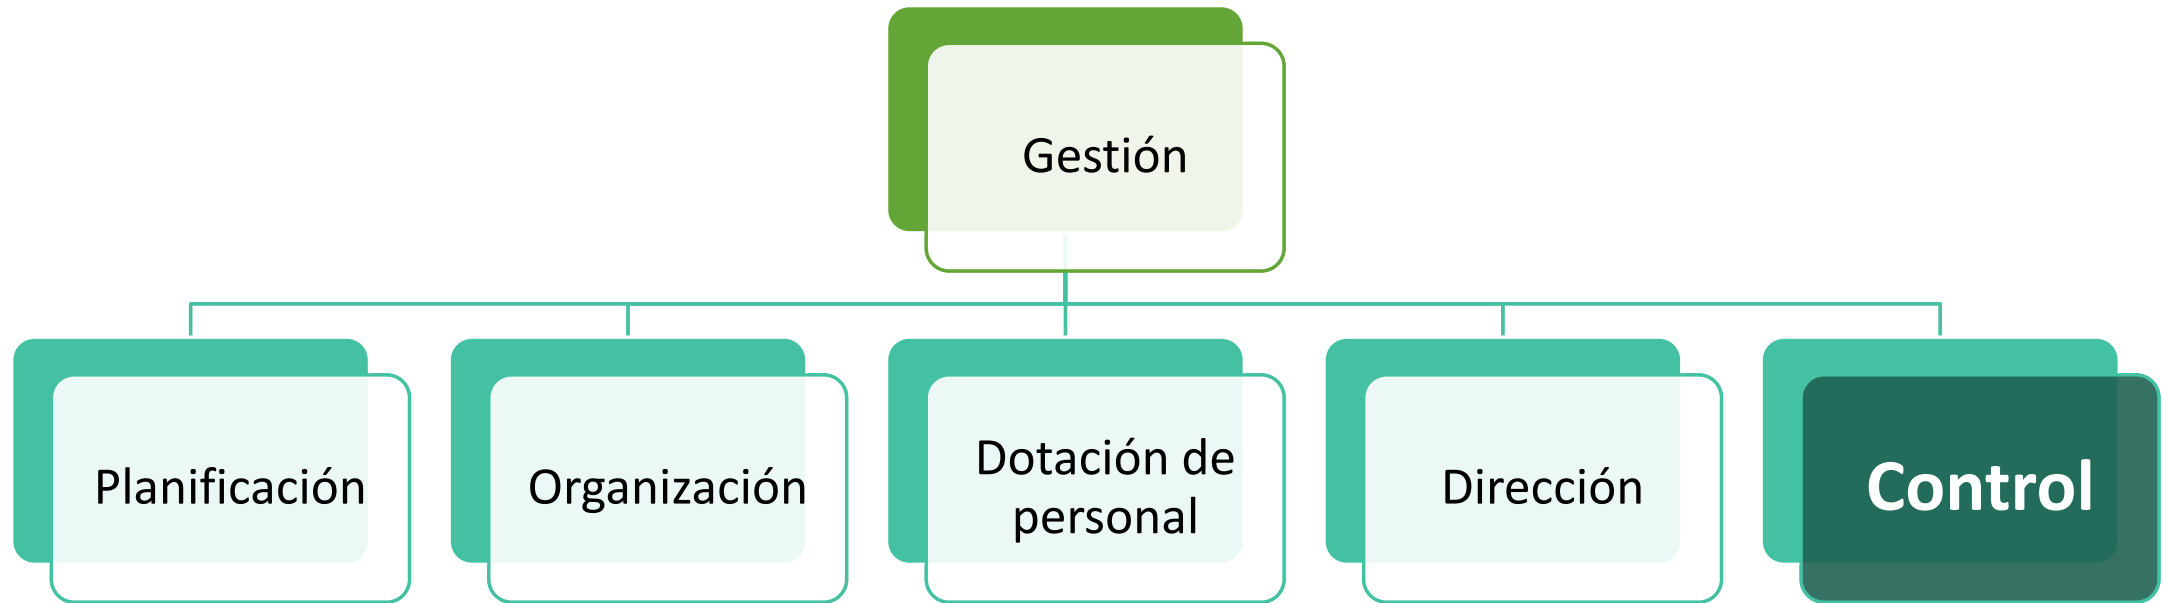 Gestión
Planificación
Organización
Dotación de
personal
Dirección
Control